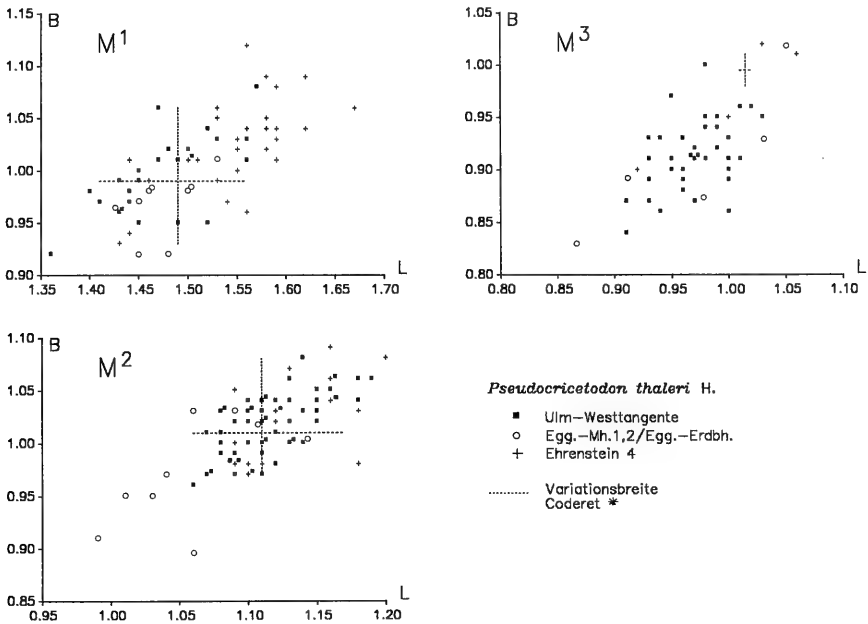 B
M¹
1.15
1.10
1.05
1.00
0.95
0.90
1.35 1.40 1.45 1.50 1.55 1.60 1.65 1.70
L
B
M³
1.05
1.00
0.95
0.90
0.85
0.80
0.80 0.85 0.90 0.95 1.00 1.05 1.10
L
B
M²
1.10
1.05
1.00
0.95
0.90
0.85
0.95 1.00 1.05 1.10 1.15 1.20
L
Pseudocricetodon thaleri H.
Ulm-Westtangente
Egg.-Mh.1,2/Egg.-Erdbh.
Ehrenstein 4
Variationsbreite
Coderet *